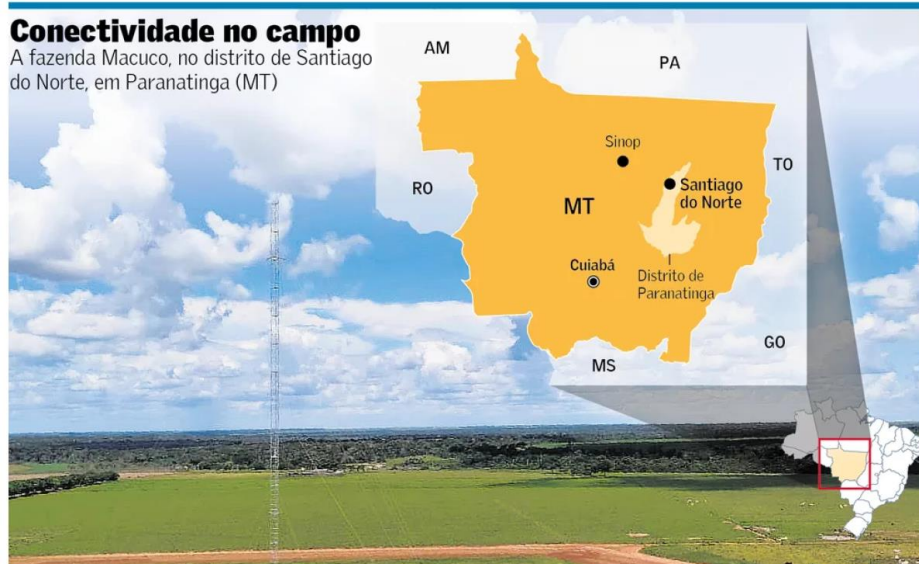 Conectividade no campo
A fazenda Macuco, no distrito de Santiago
do Norte, em Paranatinga (MT)
AM
PA
Sinop
TO
RO
Santiago
do Norte
MT
Cuiabá
Distrito de
Paranatinga
GO
MS